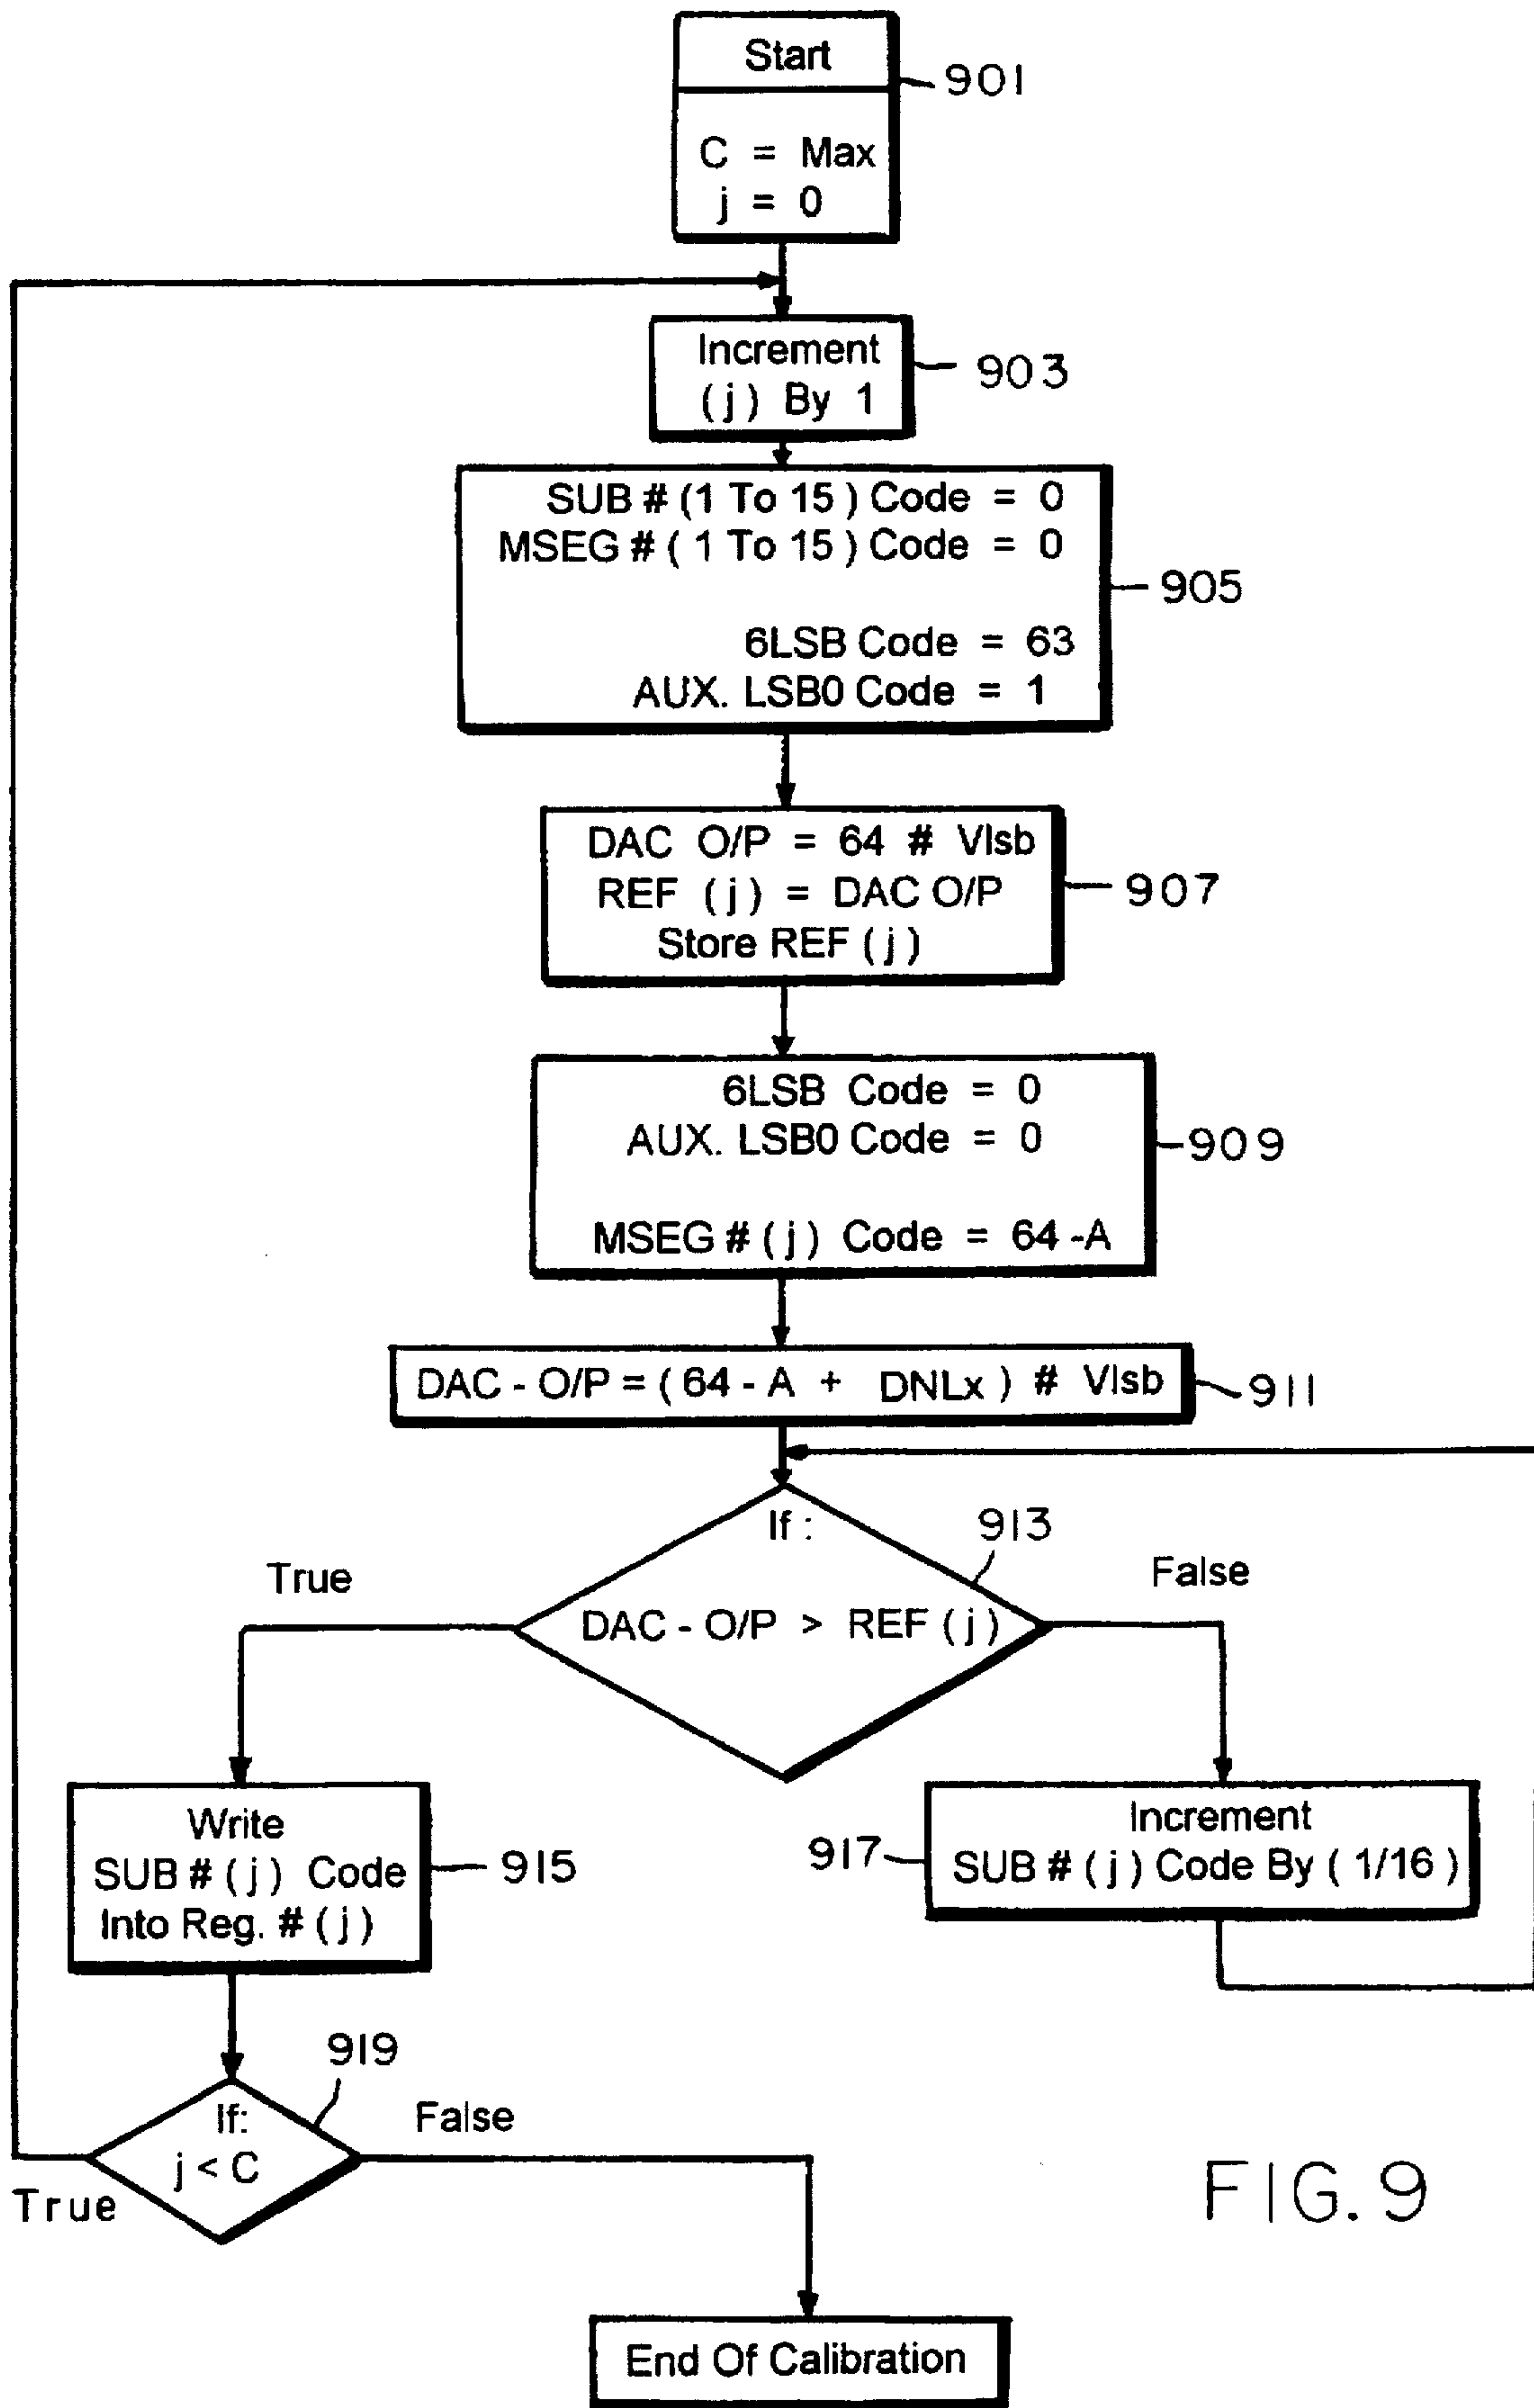 Start
901
C = Max
j = 0
Increment
( j ) By 1
903
SUB # (1 To 15 ) Code = 0
MSEG # ( 1 To 15 ) Code = 0
905
6LSB Code = 63
AUX. LSB0 Code = 1
DAC O/P = 64 # Vlsb
REF ( j ) = DAC O/P
907
Store REF ( j )
6LSB Code = 0
AUX. LSB0 Code = 0
909
MSEG # ( j ) Code = 64 -A
DAC - O/P = ( 64 - A + DNLx ) # Vlsb
911
If :
913
True
False
DAC - O/P > REF ( j )
Write
SUB # ( j ) Code
Into Reg. # ( j )
915
917
Increment
SUB # ( j ) Code By ( 1/16 )
919
If:
j < C
False
True
FIG. 9
End Of Calibration